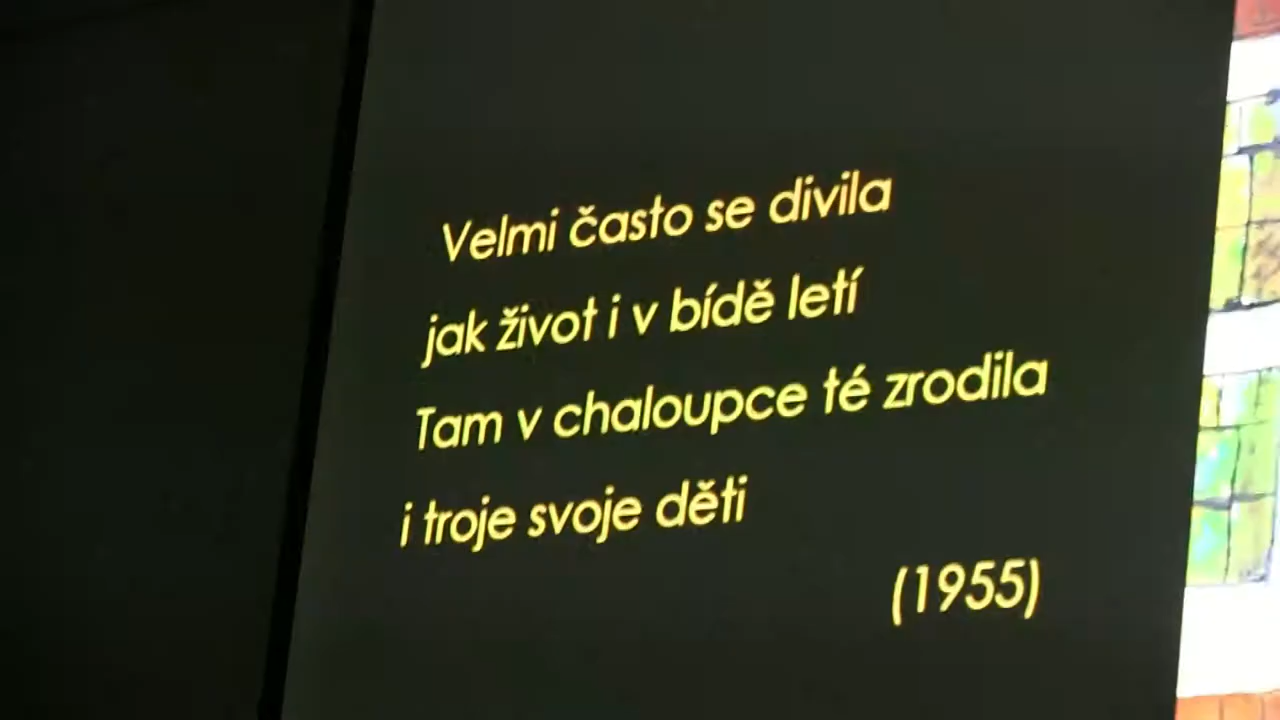 Velmi často se divila
jak život i v bídě letí
Tam v chaloupce té zrodila
i troje svoje děti
(1955)